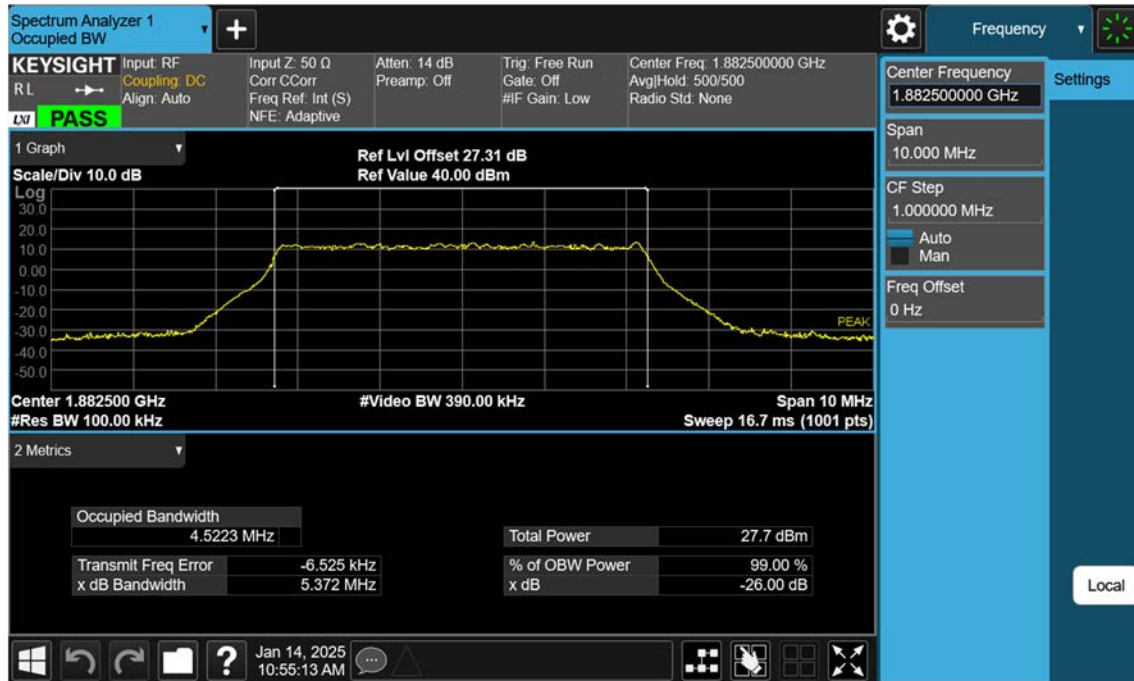 Spectrum Analyzer 1
Occupied BW
Frequency
KEYSIGHT
R L
LXI PASS
Input: RF
Coupling: DC
Align: Auto
Input Z: 50 Ω
Corr CCorr
Freq Ref: Int (S)
NFE: Adaptive
Atten: 14 dB
Preamp: Off
Trig: Free Run
Gate: Off
#IF Gain: Low
Center Freq: 1.882500000 GHz
Avg|Hold: 500/500
Radio Std: None
Center Frequency
1.882500000 GHz
Settings
Span
10.000 MHz
CF Step
1.000000 MHz
Auto
Man
Freq Offset
0 Hz
Local
1 Graph
Scale/Div 10.0 dB
Ref Lvl Offset 27.31 dB
Ref Value 40.00 dBm
Log
30.0
20.0
10.0
0.00
-10.0
-20.0
-30.0
-40.0
-50.0
PEAK
Center 1.882500 GHz
#Video BW 390.00 kHz
Span 10 MHz
#Res BW 100.00 kHz
Sweep 16.7 ms (1001 pts)
2 Metrics
Occupied Bandwidth
4.5223 MHz
Total Power 27.7 dBm
Transmit Freq Error -6.525 kHz
% of OBW Power 99.00 %
x dB Bandwidth 5.372 MHz
x dB -26.00 dB
?
Jan 14, 2025
10:55:13 AM